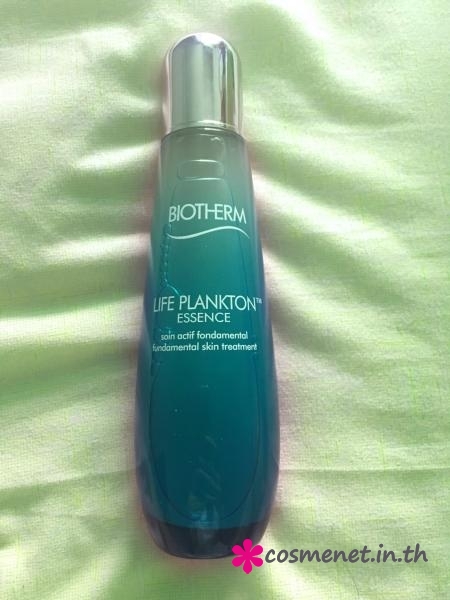 BIOTHERM
LIFE PLANKTON™
ESSENCE
soin actif fondamental
fundamental skin treatment
cosmenet.in.th